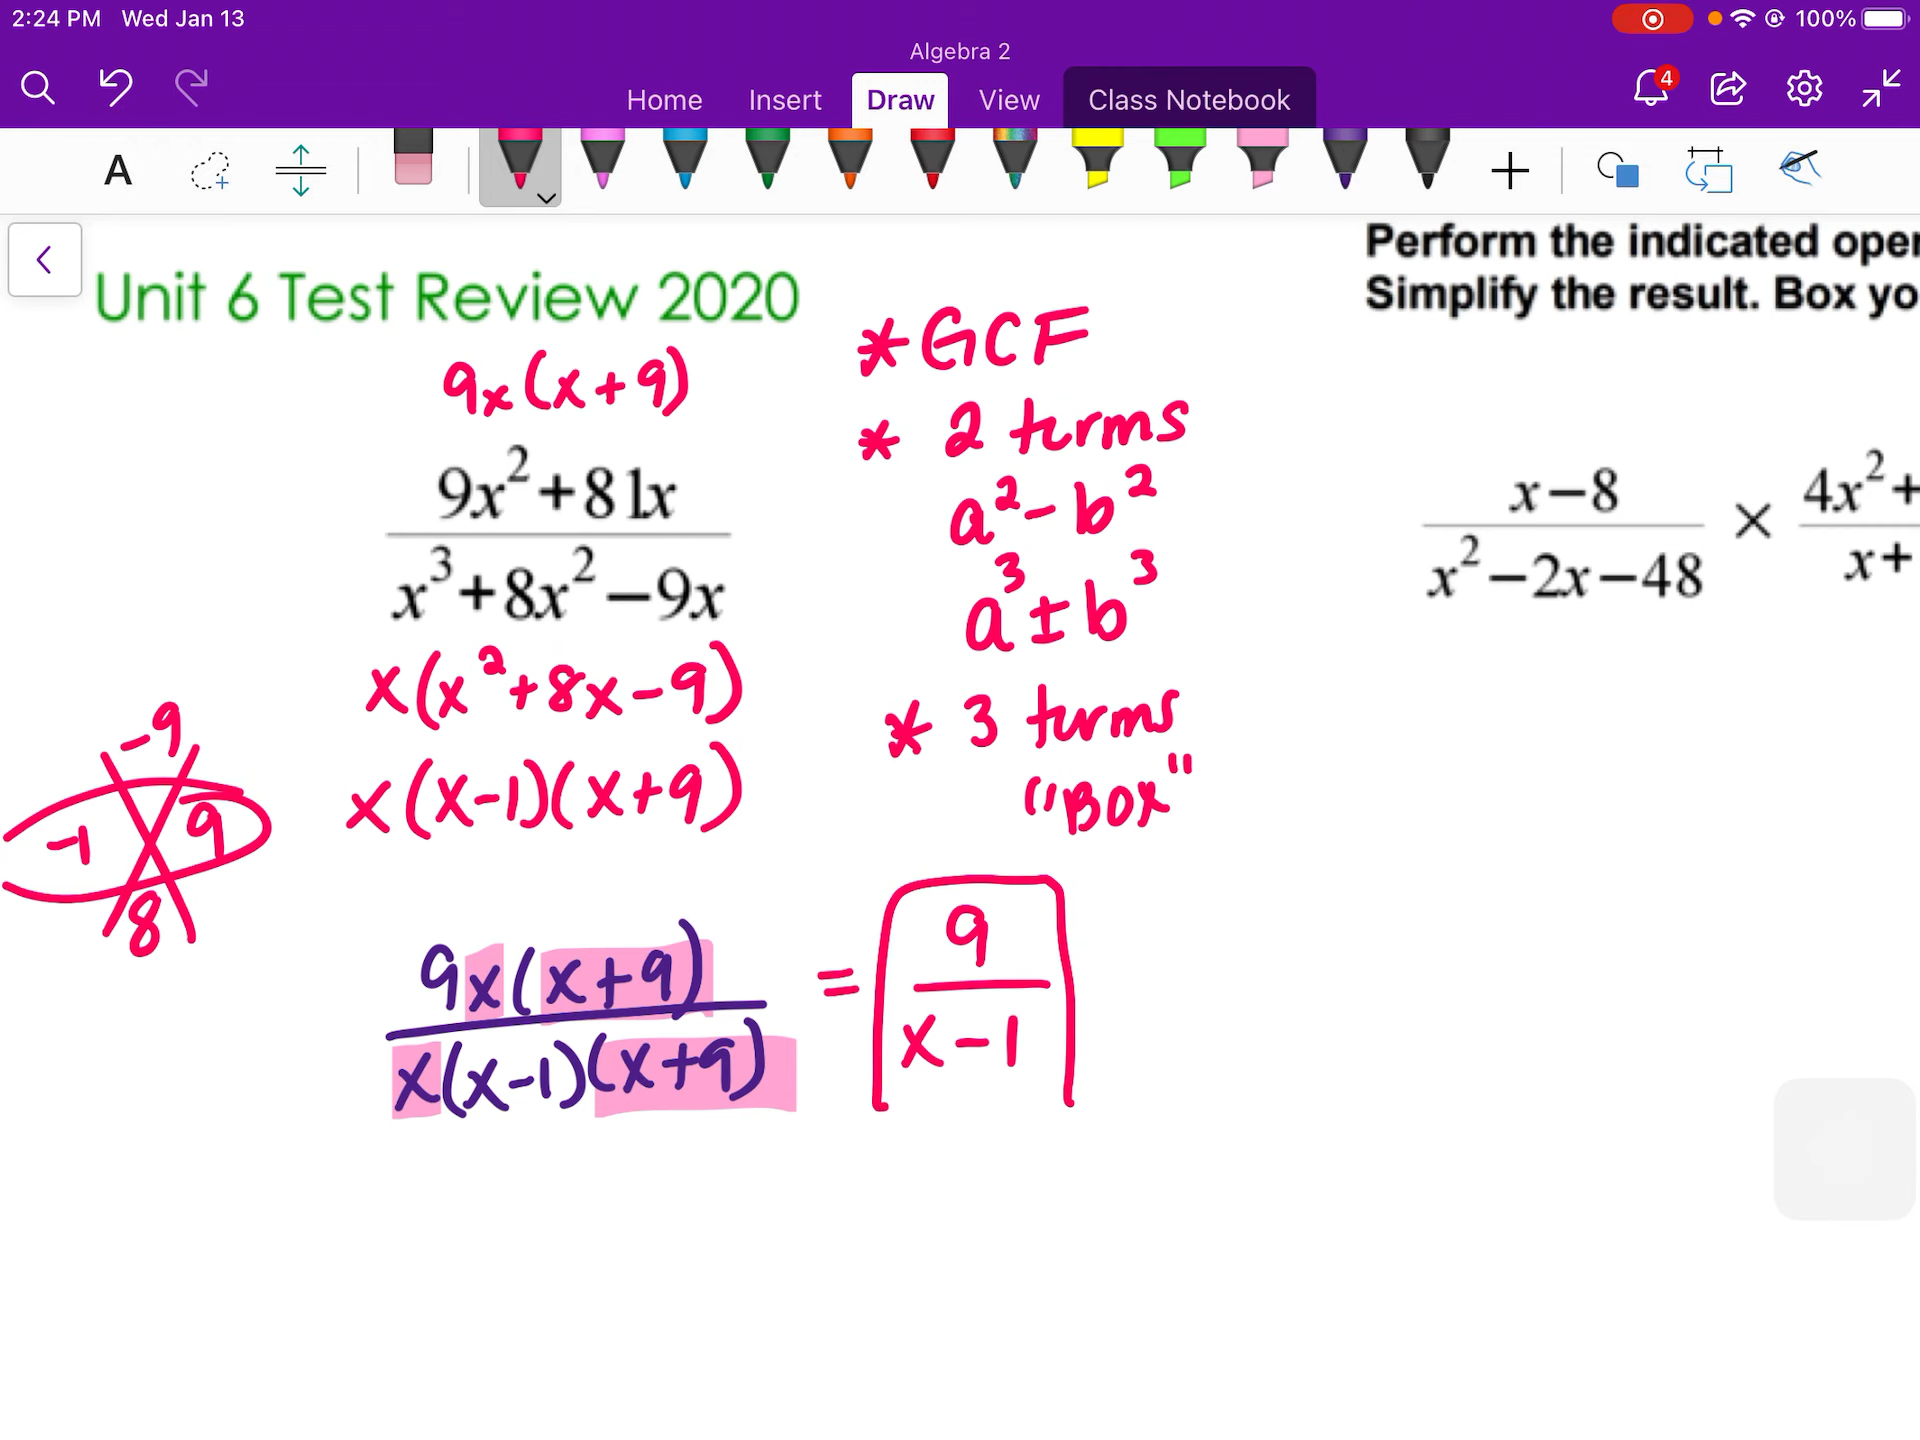 2:24 PM Wed Jan 13
100%
Algebra 2
Home Insert Draw View Class Notebook
4
A
Unit 6 Test Review 2020
9x(x+9)
9x²+81x
x³+8x²−9x
x(x²+8x-9)
x(x-1)(x+9)
-9
-1 9
8
9x(x+9)
x(x-1)(x+9)
=
9
x-1
*GCF
* 2 terms
a²-b²
a³±b³
* 3 terms
"BOX"
Perform the indicated oper
Simplify the result. Box yo
x−8
x²−2x−48
×
4x²+
x+